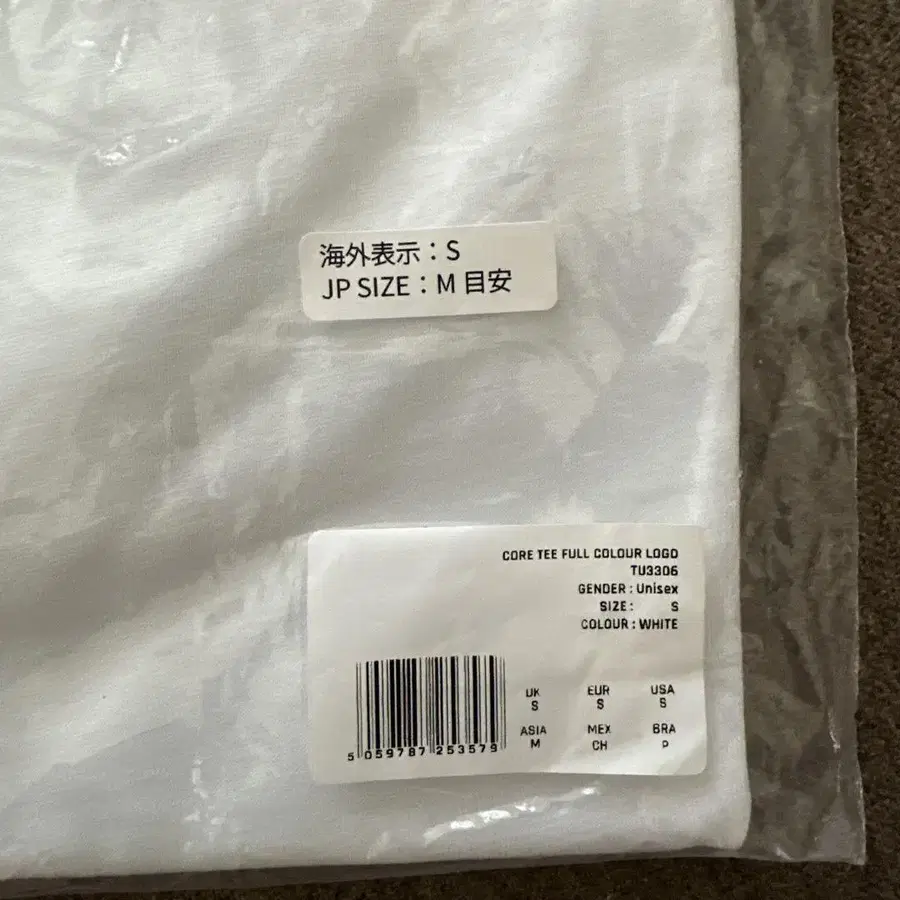 海外表示：S
JP SIZE：M 目安
CORE TEE FULL COLOUR LOGO
TU3306
GENDER : Unisex
SIZE : S
COLOUR : WHITE
UK EUR USA
S S S
ASIA MEX BRA
M CH P
5 059787 253579